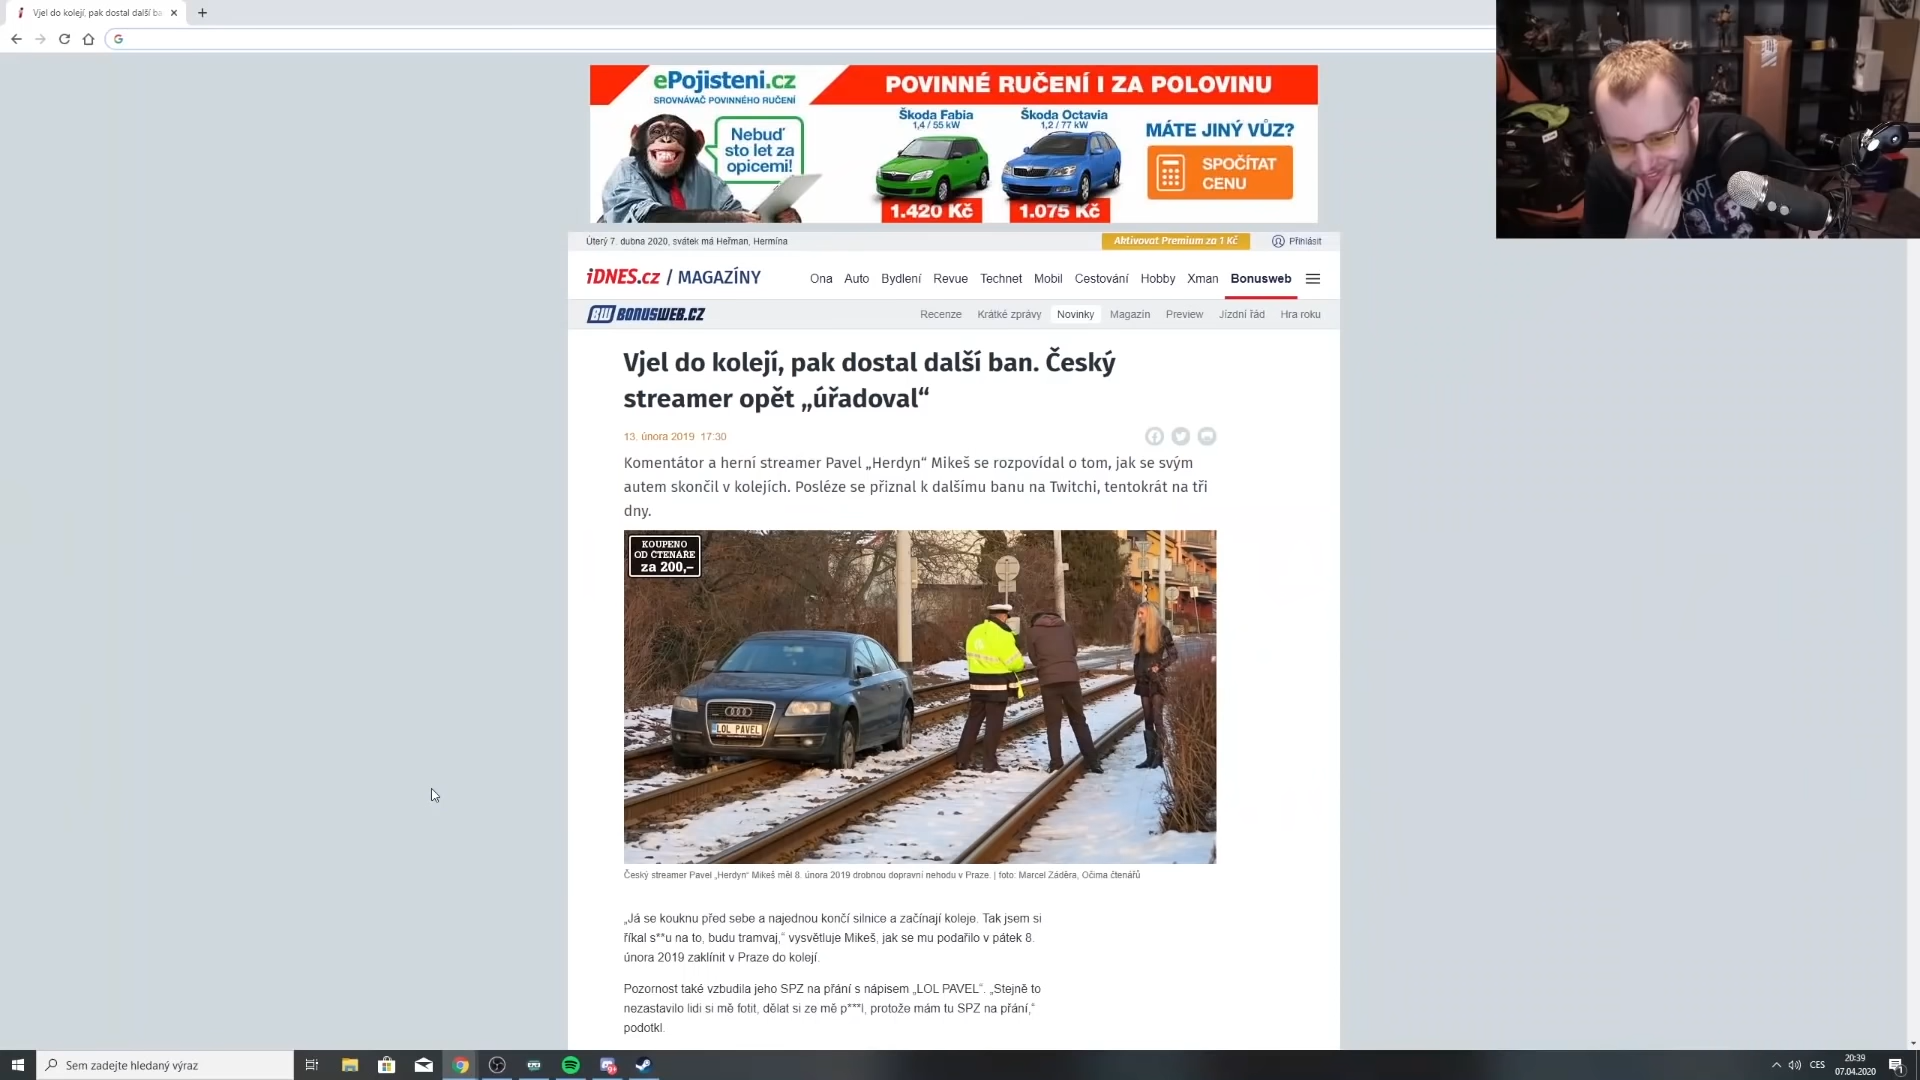 Vjel do kolejí, pak dostal další ba
ePojisteni.cz
SROVNÁVAČ POVINNÉHO RUČENÍ
POVINNÉ RUČENÍ I ZA POLOVINU
Nebuď
sto let za
opicemi!
Škoda Fabia
1,4 / 55 kW
1.420 Kč
Škoda Octavia
1,2 / 77 kW
1.075 Kč
MÁTE JINÝ VŮZ?
SPOČÍTAT
CENU
Úterý 7. dubna 2020, svátek má Heřman, Hermína
Aktivovat Premium za 1 Kč
Přihlásit
iDNES.cz / MAGAZÍNY
Ona Auto Bydlení Revue Technet Mobil Cestování Hobby Xman Bonusweb
BW BONUSWEB.CZ
Recenze Krátké zprávy Novinky Magazín Preview Jízdní řád Hra roku
Vjel do kolejí, pak dostal další ban. Český
streamer opět „úřadoval“
13. února 2019 17:30
Komentátor a herní streamer Pavel „Herdyn“ Mikeš se rozpovídal o tom, jak se svým
autem skončil v kolejích. Posléze se přiznal k dalšímu banu na Twitchi, tentokrát na tři
dny.
KOUPENO
OD ČTENÁŘE
za 200,–
LOL PAVEL
Český streamer Pavel „Herdyn“ Mikeš měl 8. února 2019 drobnou dopravní nehodu v Praze. | foto: Marcel Záděra, Očima čtenářů
„Já se kouknu před sebe a najednou končí silnice a začínají koleje. Tak jsem si
říkal s**u na to, budu tramvaj,“ vysvětluje Mikeš, jak se mu podařilo v pátek 8.
února 2019 zaklínit v Praze do kolejí.
Pozornost také vzbudila jeho SPZ na přání s nápisem „LOL PAVEL“. „Stejně to
nezastavilo lidi si mě fotit, dělat si ze mě p***l, protože mám tu SPZ na přání,“
podotkl.
Sem zadejte hledaný výraz
CES
20:39
07.04.2020